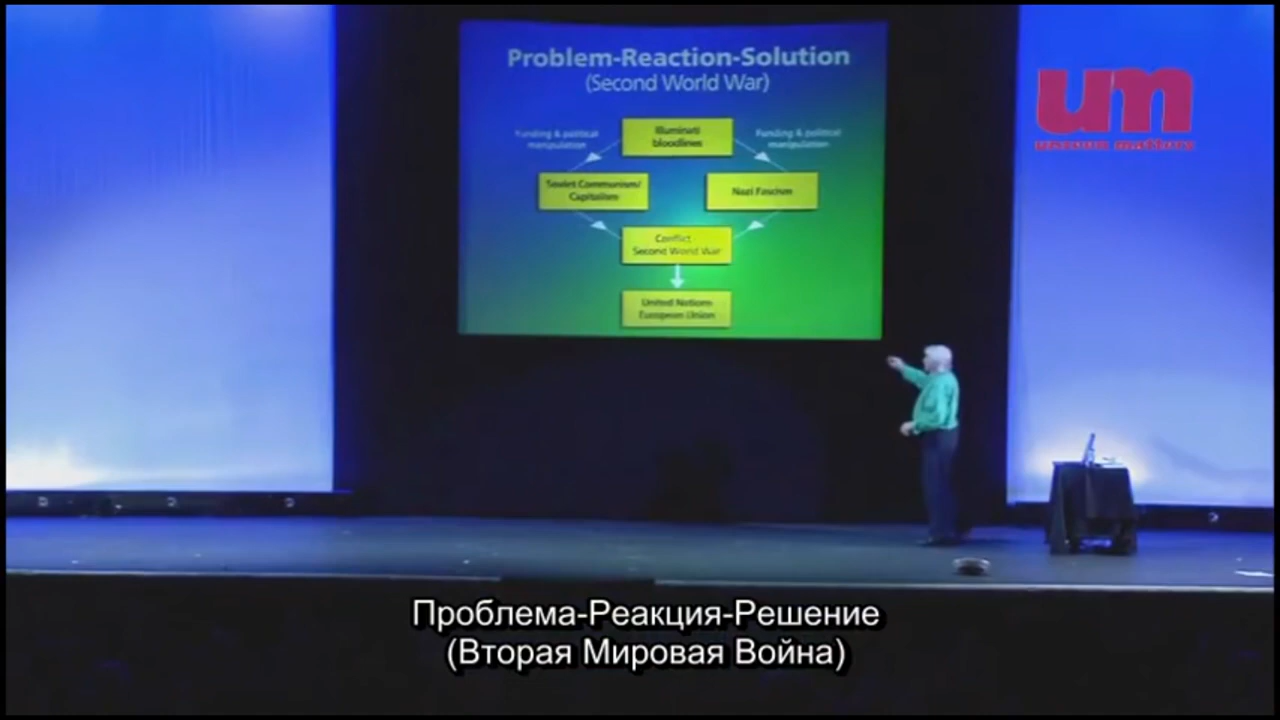 Problem-Reaction-Solution
(Second World War)
um
Funding & political
manipulation
Illuminati
bloodlines
Funding & political
manipulation
Soviet Communism/
Capitalism
Nazi Fascism
Conflict
Second World War
United Nations
European Union
Проблема-Реакция-Решение
(Вторая Мировая Война)